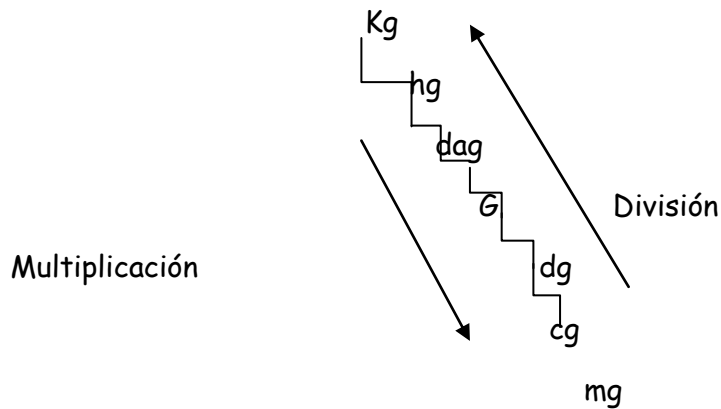 Kg
hg
dag
G
División
Multiplicación
dg
cg
mg